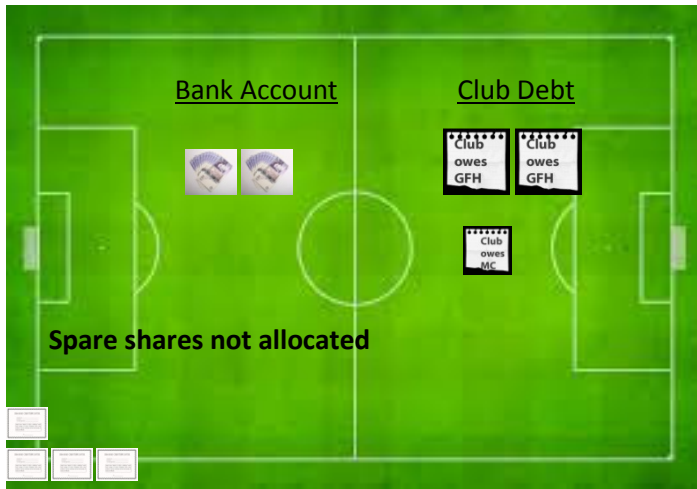 Bank Account
Club Debt
Club
owes
GFH
Club
owes
GFH
Club
owes
MC
Spare shares not allocated